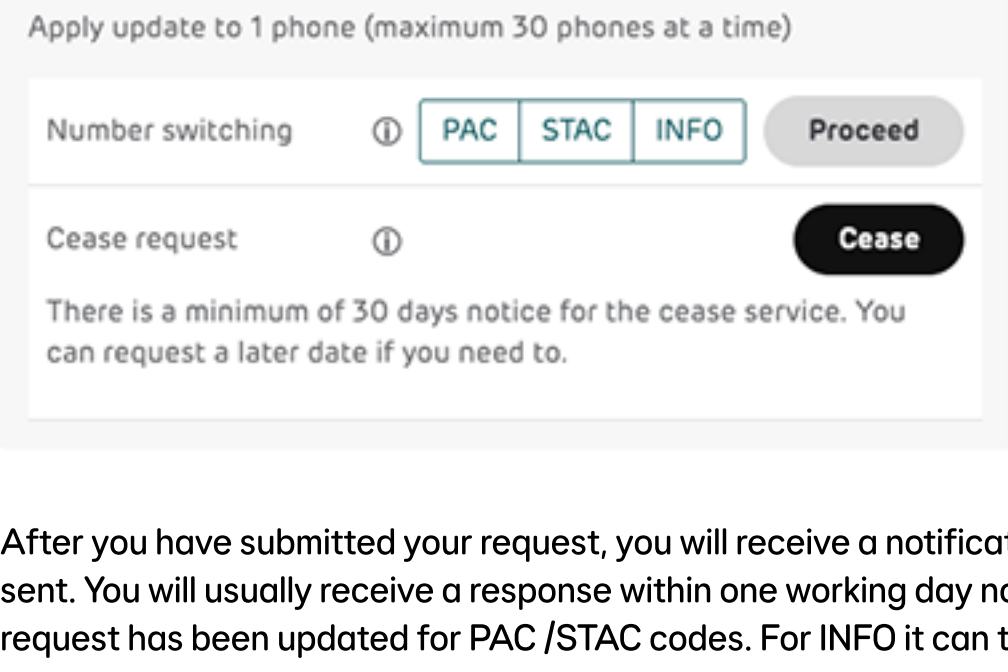 Apply update to 1 phone (maximum 30 phones at a time)
Number switching PAC STAC INFO Proceed
Cease request Cease
There is a minimum of 30 days notice for the cease service. You
can request a later date if you need to.
After you have submitted your request, you will receive a
sent. You will usually receive a response within one working day
request has been updated for PAC /STAC codes. For INFO it can